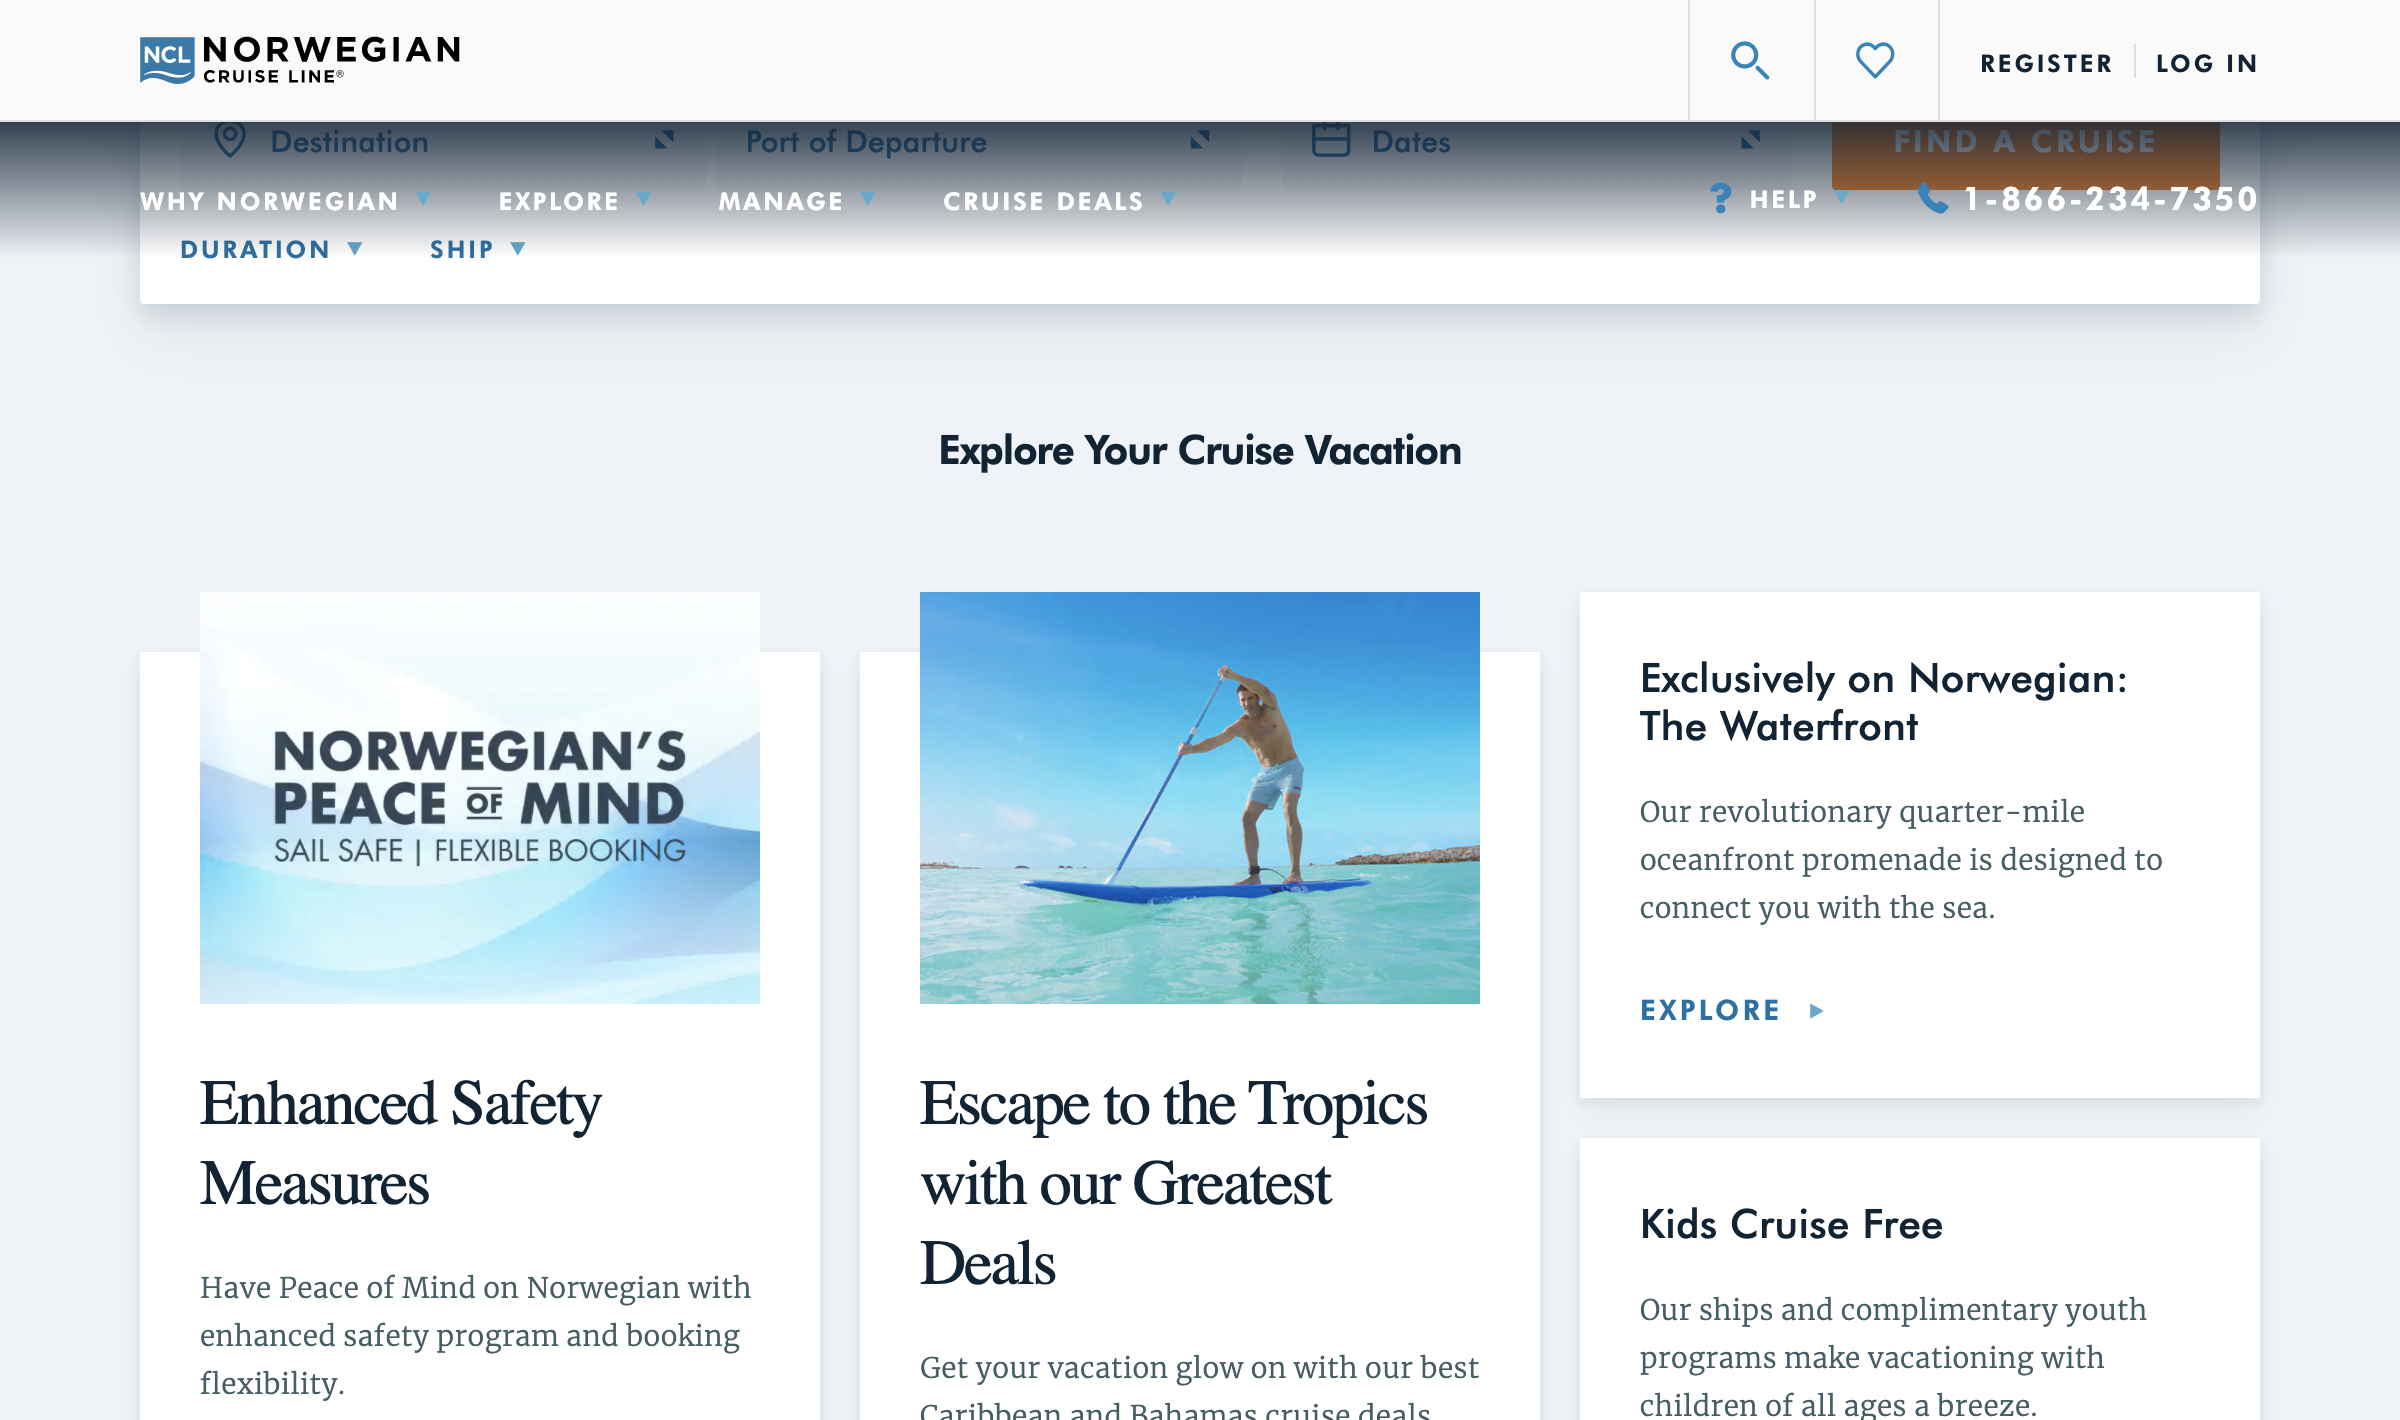 NCL NORWEGIAN
CRUISE LINE®
REGISTER
LOG IN
Destination
Port of Departure
Dates
FIND A CRUISE
WHY NORWEGIAN
EXPLORE
MANAGE
CRUISE DEALS
? HELP
1-866-234-7350
DURATION
SHIP
Explore Your Cruise Vacation
NORWEGIAN'S
PEACE OF MIND
SAIL SAFE | FLEXIBLE BOOKING
Enhanced Safety
Measures
Have Peace of Mind on Norwegian with
enhanced safety program and booking
flexibility.
Escape to the Tropics
with our Greatest
Deals
Get your vacation glow on with our best
Caribbean and Bahamas cruise deals
Exclusively on Norwegian:
The Waterfront
Our revolutionary quarter-mile
oceanfront promenade is designed to
connect you with the sea.
EXPLORE
Kids Cruise Free
Our ships and complimentary youth
programs make vacationing with
children of all ages a breeze.